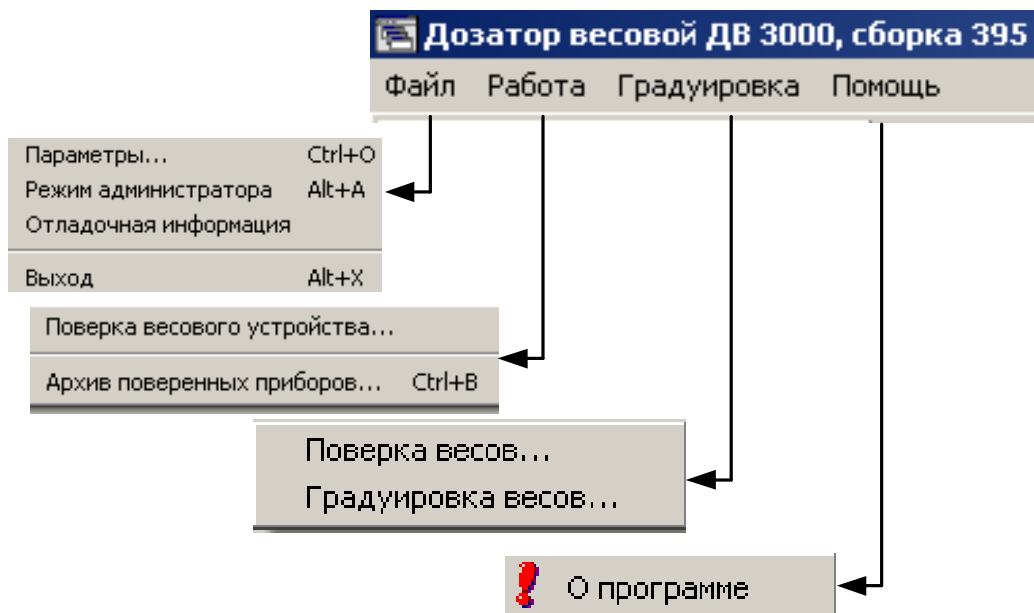 Дозатор весовой ДВ 3000, сборка 395
Файл Работа Градуировка Помощь
Параметры... Ctrl+O
Режим администратора Alt+A
Отладочная информация
Выход Alt+X
Поверка весового устройства...
Архив поверенных приборов... Ctrl+B
Поверка весов...
Градуировка весов...
О программе